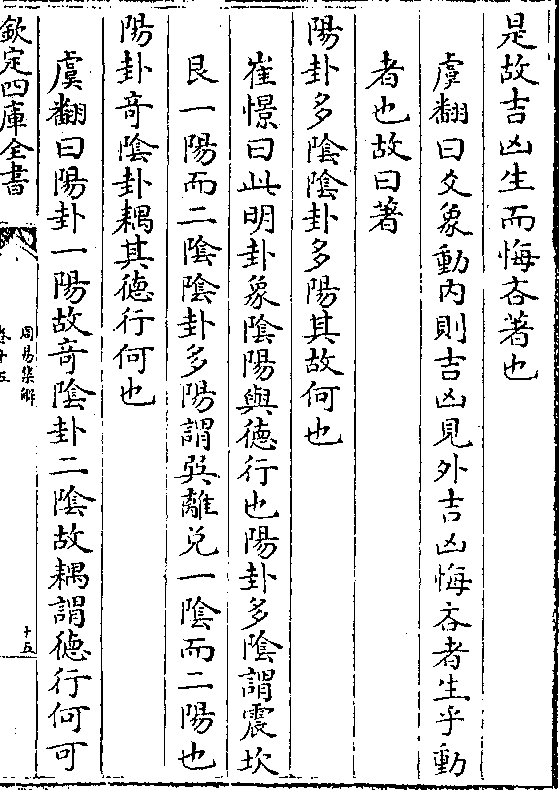 是故吉凶生而悔吝著也
虞翻曰爻象動内則吉凶見外吉凶悔吝者生乎動
者也故曰著
陽卦多陰陰卦多陽其故何也
崔憬曰此明卦象陰陽與徳行也陽卦多陰謂震坎
艮一陽而二陰陰卦多陽謂巽離兌一陰而二陽也
陽卦竒陰卦耦其徳行何也
虞翻曰陽卦一陽故竒陰卦二陰故耦謂徳行何可
欽定四庫全書
周易集解
卷十五
十五